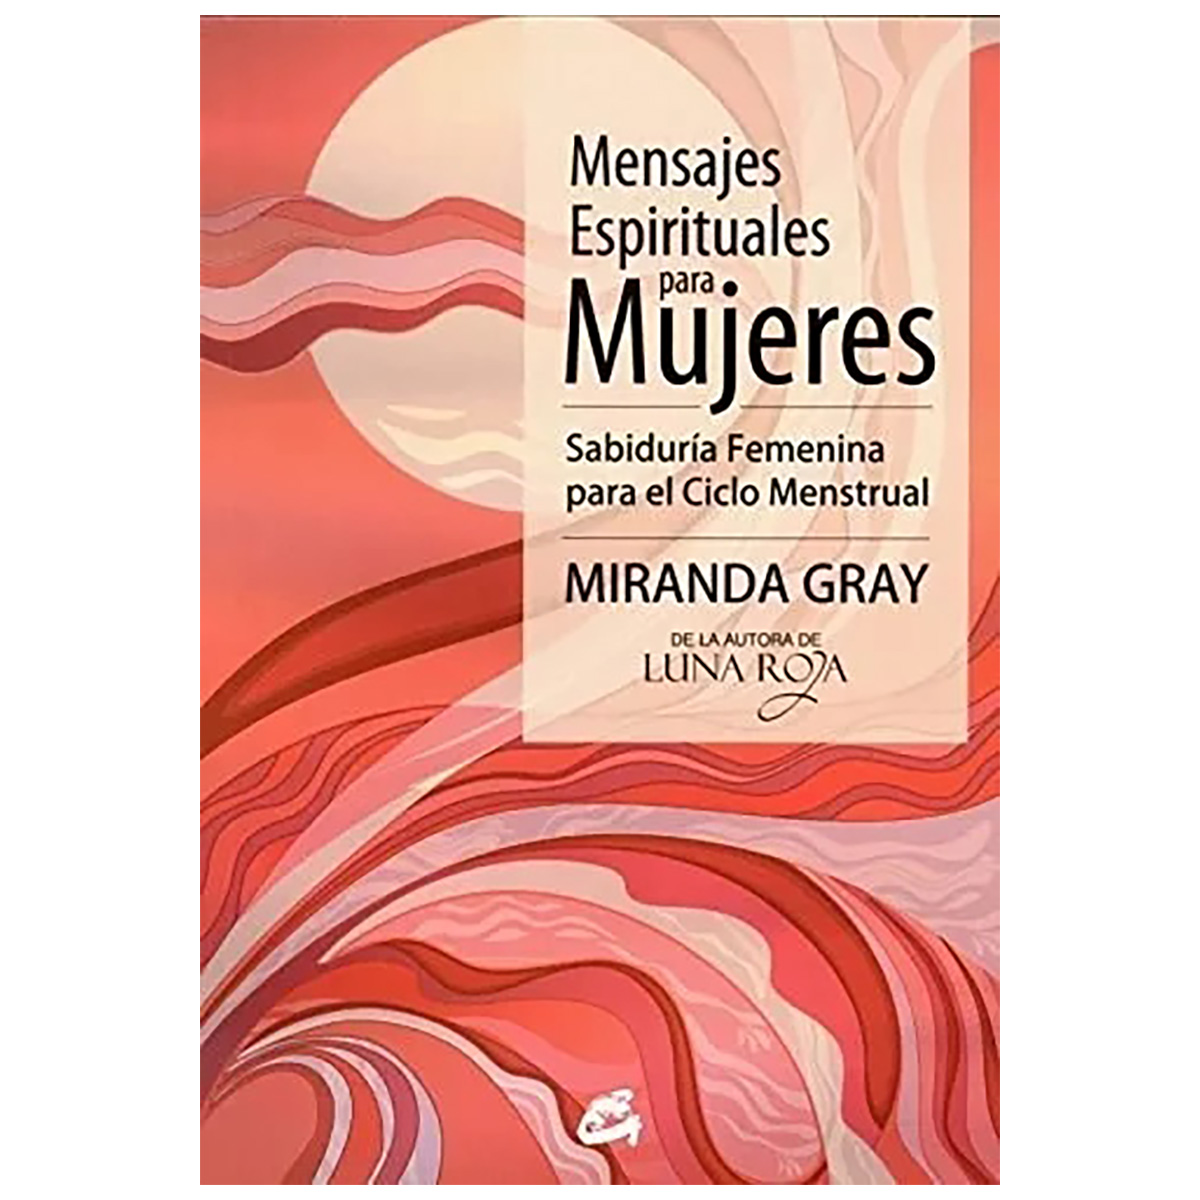 Mensajes
Espirituales
para
Mujeres
Sabiduría Femenina
para el Ciclo Menstrual
MIRANDA GRAY
DE LA AUTORA DE
LUNA ROJA